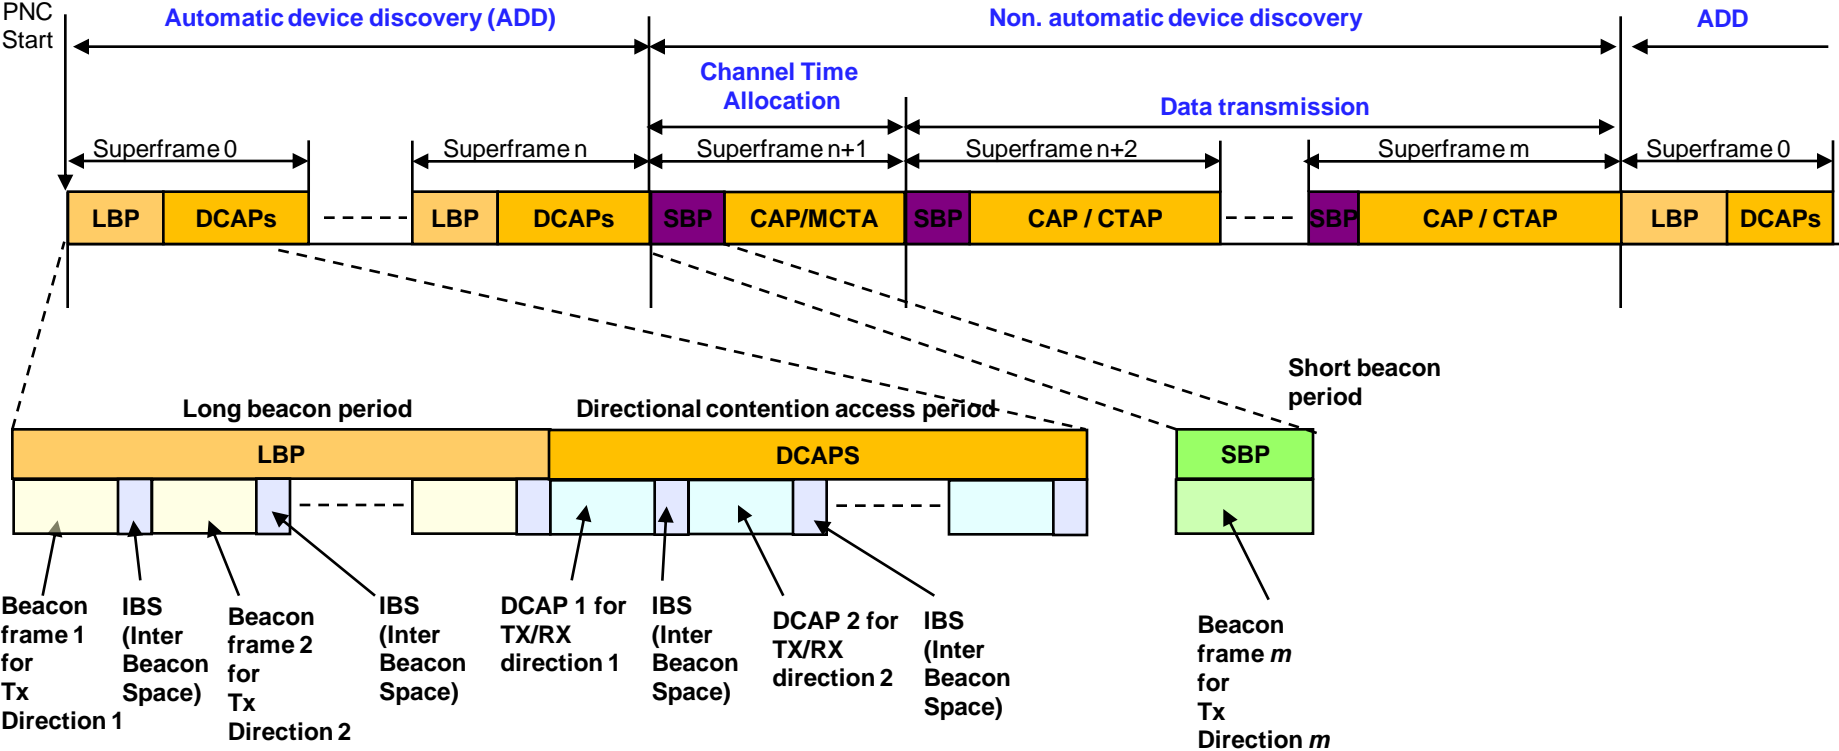 PNC
Start
Automatic device discovery (ADD)
Non. automatic device discovery
ADD
Channel Time
Allocation
Data transmission
Superframe 0
Superframe n
Superframe n+1
Superframe n+2
Superframe m
Superframe 0
LBP
DCAPs
LBP
DCAPs
SBP
CAP/MCTA
SBP
CAP / CTAP
SBP
CAP / CTAP
LBP
DCAPs
Short beacon
period
Long beacon period
Directional contention access period
LBP
DCAPS
SBP
Beacon
frame 1
for
Tx
Direction 1
IBS
(Inter
Beacon
Space)
Beacon
frame 2
for
Tx
Direction 2
IBS
(Inter
Beacon
Space)
DCAP 1 for
TX/RX
direction 1
IBS
(Inter
Beacon
Space)
DCAP 2 for
TX/RX
direction 2
IBS
(Inter
Beacon
Space)
Beacon
frame m
for
Tx
Direction m